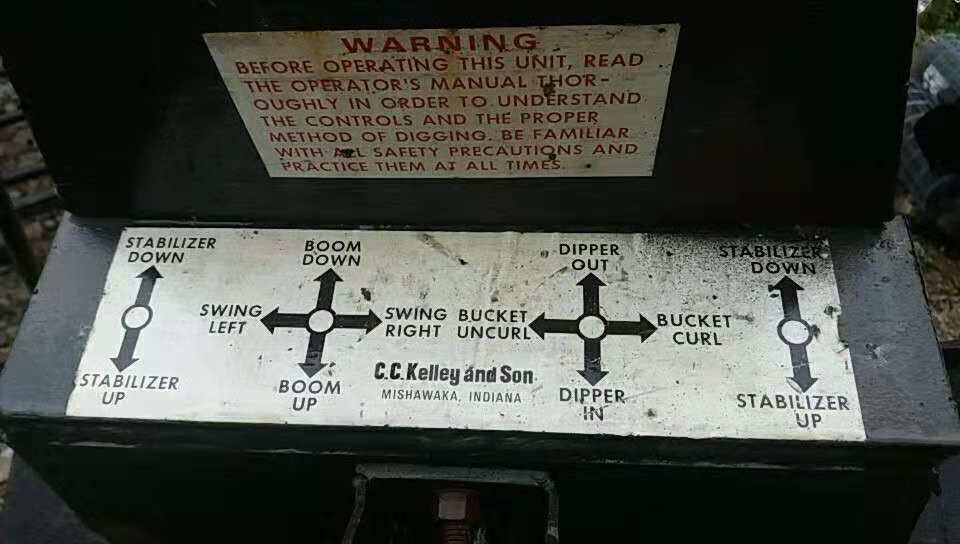 WARNING
BEFORE OPERATING THIS UNIT, READ
THE OPERATOR'S MANUAL THOR-
OUGHLY IN ORDER TO UNDERSTAND
THE CONTROLS AND THE PROPER
METHOD OF DIGGING. BE FAMILIAR
WITH ALL SAFETY PRECAUTIONS AND
PRACTICE THEM AT ALL TIMES.
STABILIZER
DOWN
STABILIZER
UP
BOOM
DOWN
SWING
LEFT
SWING
RIGHT
BOOM
UP
C.C. Kelley and Son
MISHAWAKA, INDIANA
DIPPER
OUT
BUCKET
UNCURL
BUCKET
CURL
DIPPER
IN
STABILIZER
DOWN
STABILIZER
UP